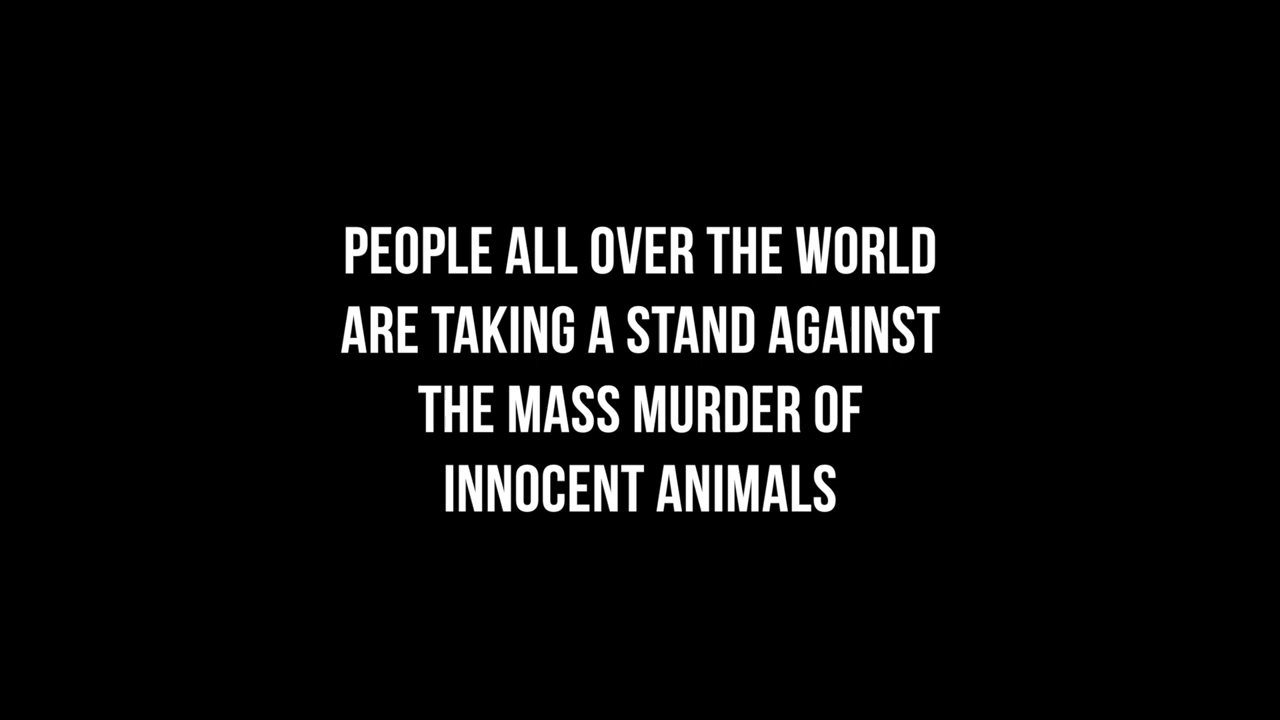 PEOPLE ALL OVER THE WORLD
ARE TAKING A STAND AGAINST
THE MASS MURDER OF
INNOCENT ANIMALS